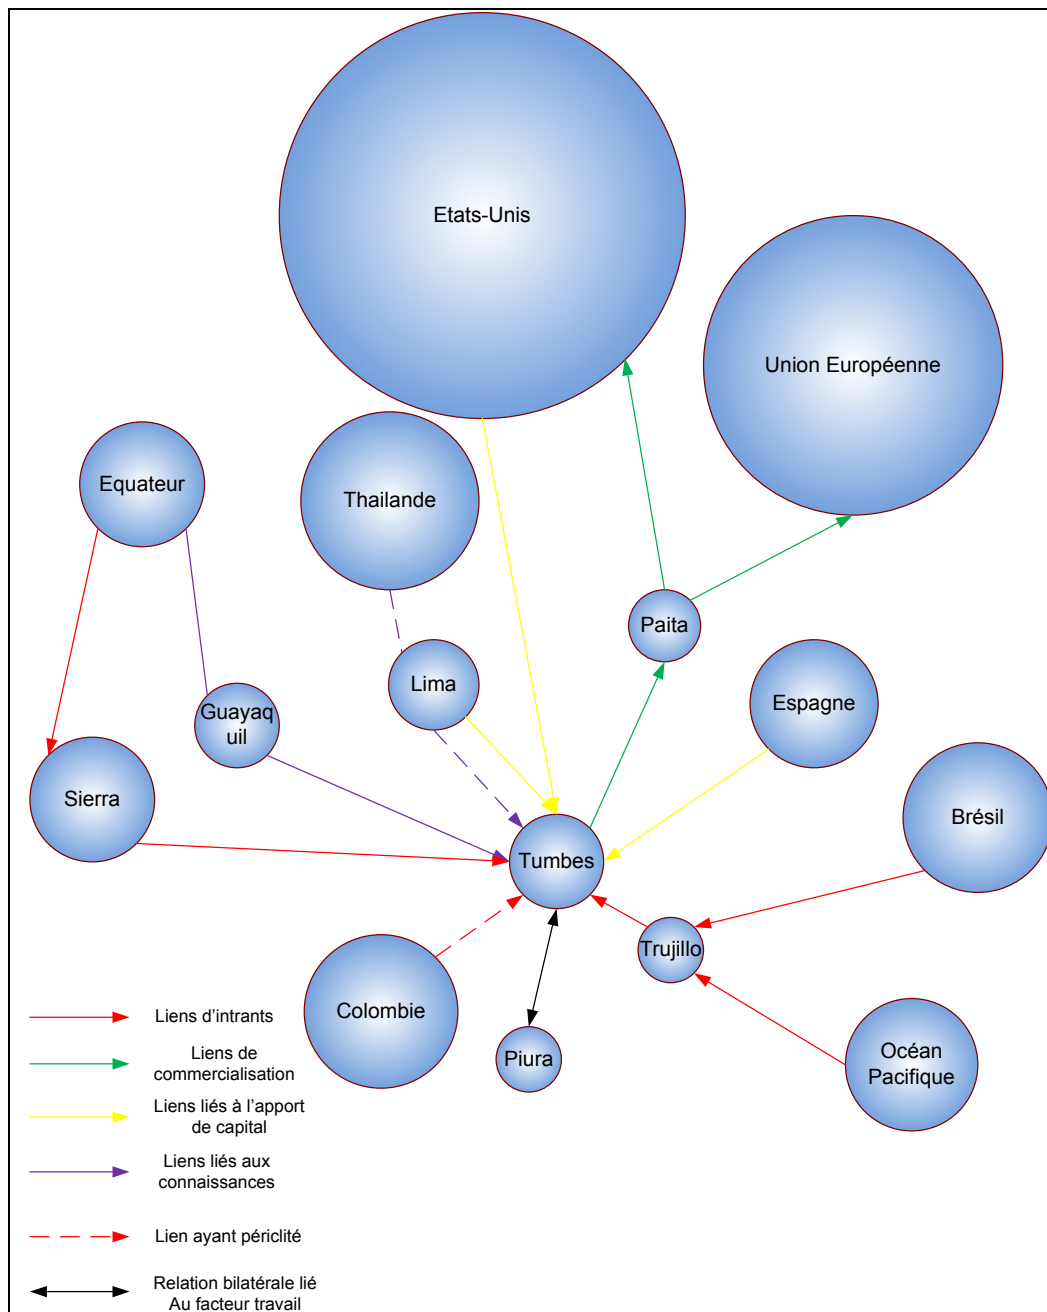 Etats-Unis
Union Européenne
Equateur
Thailande
Paita
Lima
Espagne
Guayaq
uil
Sierra
Brésil
Tumbes
Trujillo
Colombie
Océan
Pacifique
Piura
Liens d'intrants
Liens de
commercialisation
Liens liés à l'apport
de capital
Liens liés aux
connaissances
Lien ayant périclité
Relation bilatérale lié
Au facteur travail